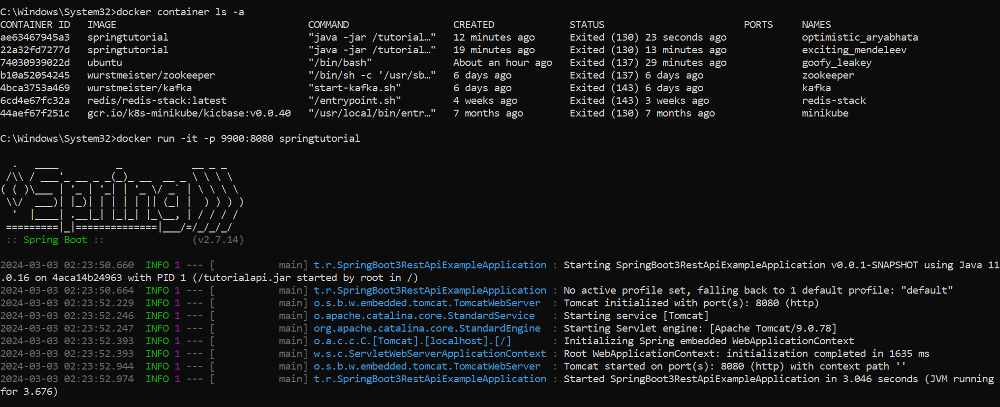 C:\Windows\System32>docker container ls -a
CONTAINER ID   IMAGE                                 COMMAND                  CREATED             STATUS                        PORTS     NAMES
ae63467945a3   springtutorial                        "java -jar /tutorial…"   12 minutes ago      Exited (130) 23 seconds ago             optimistic_aryabhata
22a32fd7277d   springtutorial                        "java -jar /tutorial…"   19 minutes ago      Exited (130) 13 minutes ago             exciting_mendeleev
74030939022d   ubuntu                                "/bin/bash"              About an hour ago   Exited (137) 29 minutes ago             goofy_leakey
b10a52054245   wurstmeister/zookeeper                "/bin/sh -c '/usr/sb…"   6 days ago          Exited (137) 6 days ago                 zookeeper
4bca3753a469   wurstmeister/kafka                    "start-kafka.sh"         6 days ago          Exited (143) 6 days ago                 kafka
6cd4e67fc32a   redis/redis-stack:latest              "/entrypoint.sh"         4 weeks ago         Exited (143) 3 weeks ago                redis-stack
44aef67f251c   gcr.io/k8s-minikube/kicbase:v0.0.40   "/usr/local/bin/entr…"   7 months ago        Exited (130) 7 months ago               minikube
C:\Windows\System32>docker run -it -p 9900:8080 springtutorial
  .   ____          _            __ _ _
 /\\ / ___'_ __ _ _(_)_ __  __ _ \ \ \ \
( ( )\___ | '_ | '_| | '_ \/ _` | \ \ \ \
 \\/  ___)| |_)| | | | | || (_| |  ) ) ) )
  '  |____| .__|_| |_|_| |_\__, | / / / /
 =========|_|==============|___/=/_/_/_/
 :: Spring Boot ::               (v2.7.14)
2024-03-03 02:23:50.660  INFO 1 --- [           main] t.r.SpringBoot3RestApiExampleApplication : Starting SpringBoot3RestApiExampleApplication v0.0.1-SNAPSHOT using Java 11
.0.16 on 4aca14b24963 with PID 1 (/tutorialapi.jar started by root in /)
2024-03-03 02:23:50.664  INFO 1 --- [           main] t.r.SpringBoot3RestApiExampleApplication : No active profile set, falling back to 1 default profile: "default"
2024-03-03 02:23:52.229  INFO 1 --- [           main] o.s.b.w.embedded.tomcat.TomcatWebServer  : Tomcat initialized with port(s): 8080 (http)
2024-03-03 02:23:52.246  INFO 1 --- [           main] o.apache.catalina.core.StandardService   : Starting service [Tomcat]
2024-03-03 02:23:52.247  INFO 1 --- [           main] org.apache.catalina.core.StandardEngine  : Starting Servlet engine: [Apache Tomcat/9.0.78]
2024-03-03 02:23:52.393  INFO 1 --- [           main] o.a.c.c.C.[Tomcat].[localhost].[/]       : Initializing Spring embedded WebApplicationContext
2024-03-03 02:23:52.393  INFO 1 --- [           main] w.s.c.ServletWebServerApplicationContext : Root WebApplicationContext: initialization completed in 1635 ms
2024-03-03 02:23:52.944  INFO 1 --- [           main] o.s.b.w.embedded.tomcat.TomcatWebServer  : Tomcat started on port(s): 8080 (http) with context path ''
2024-03-03 02:23:52.974  INFO 1 --- [           main] t.r.SpringBoot3RestApiExampleApplication : Started SpringBoot3RestApiExampleApplication in 3.046 seconds (JVM running
for 3.676)